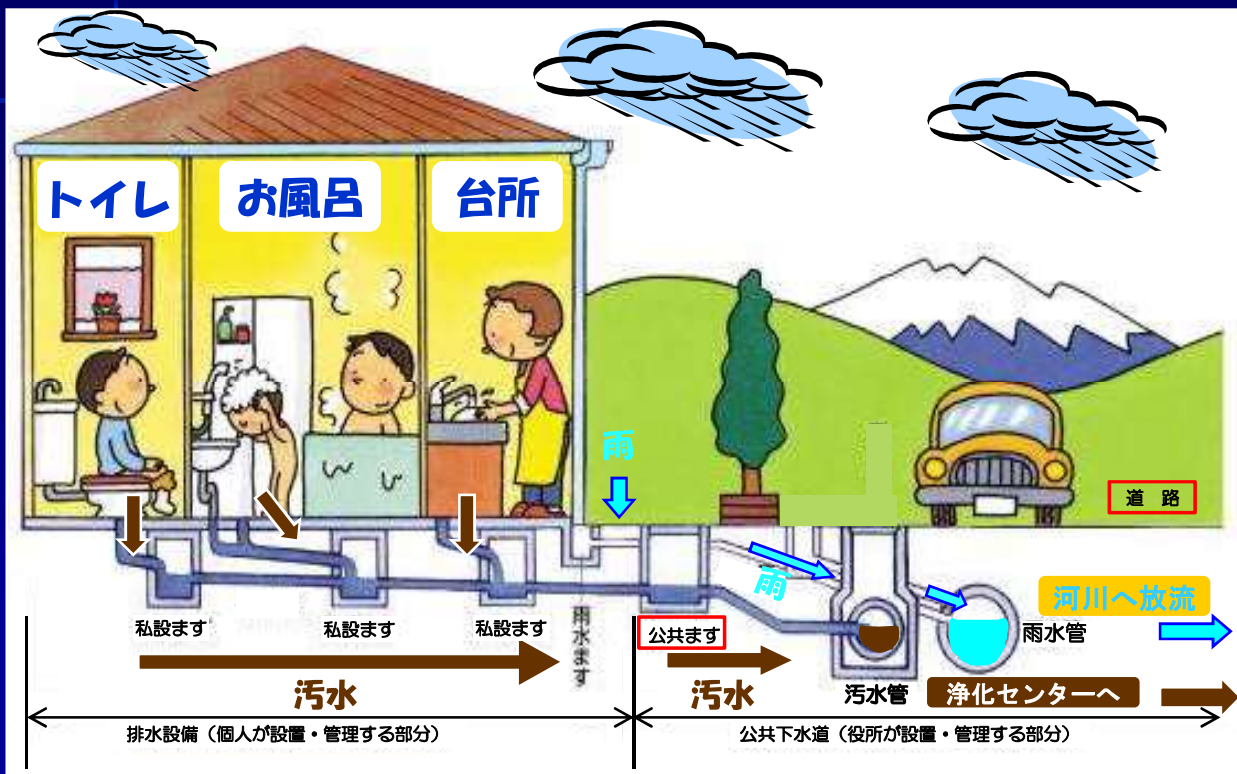 トイレ
お風呂
台所
雨
道 路
雨
河川へ放流
私設ます
私設ます
私設ます
雨水ます
公共ます
雨水管
汚水
汚水
汚水管
浄化センターへ
排水設備（個人が設置・管理する部分）
公共下水道（役所が設置・管理する部分）